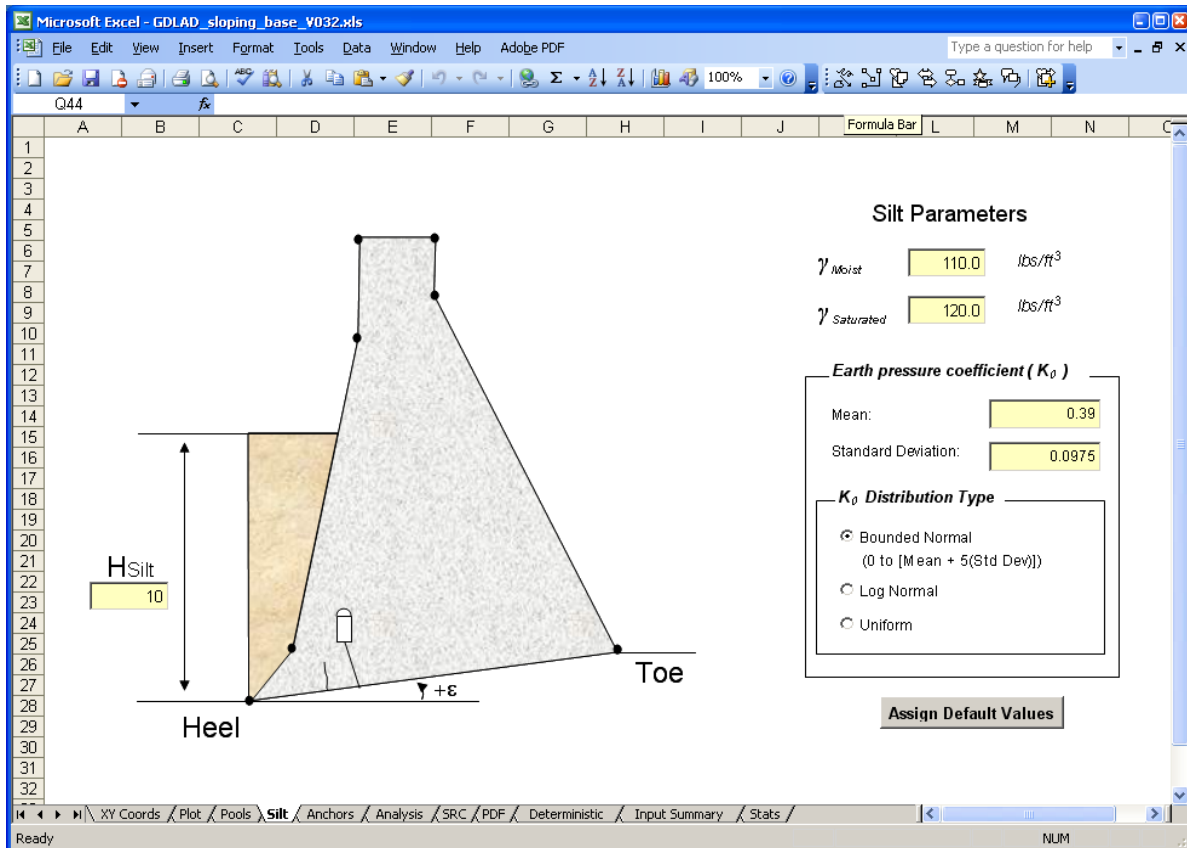 Microsoft Excel - GDLAD_sloping_base_V032.xls
File Edit View Insert Format Tools Data Window Help Adobe PDF Type a question for help
100%
Q44 fx
Formula Bar
A B C D E F G H I J L M N
1
2
3
4
5
6
7
8
9
10
11
12
13
14
15
16
17
18
19
20
21
22
23
24
25
26
27
28
29
30
31
32
Silt Parameters
γ Moist 110.0 lbs/ft³
γ Saturated 120.0 lbs/ft³
Earth pressure coefficient ( K₀ )
Mean: 0.39
Standard Deviation: 0.0975
K₀ Distribution Type
Bounded Normal
(0 to [Mean + 5(Std Dev)])
Log Normal
Uniform
Assign Default Values
HSilt
10
+ε
Toe
Heel
XY Coords Plot Pools Silt Anchors Analysis SRC PDF Deterministic Input Summary Stats
Ready NUM